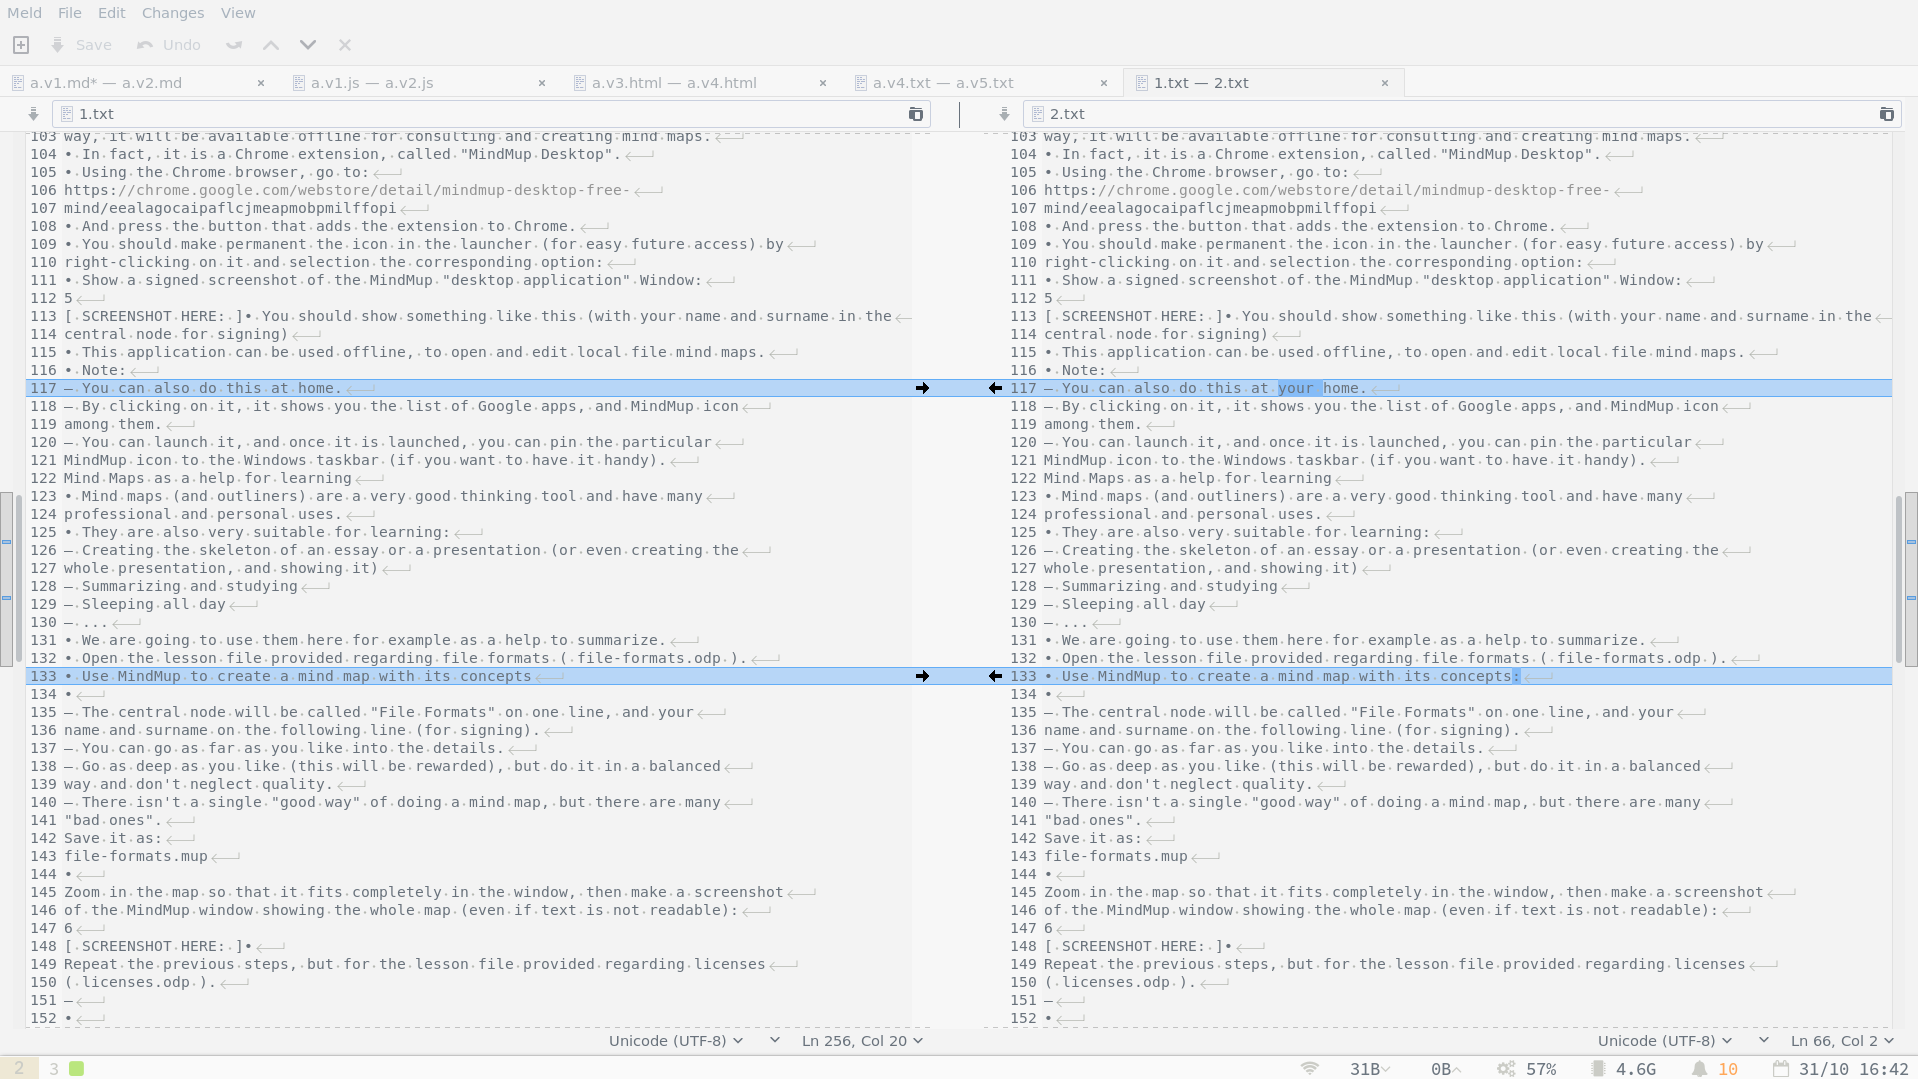 Meld File Edit Changes View
Save Undo
a.v1.md* — a.v2.md × a.v1.js — a.v2.js × a.v3.html — a.v4.html × a.v4.txt — a.v5.txt × 1.txt — 2.txt ×
1.txt
103 way, it will be available offline for consulting and creating mind maps.
104 • In fact, it is a Chrome extension, called "MindMup Desktop".
105 • Using the Chrome browser, go to:
106 https://chrome.google.com/webstore/detail/mindmup-desktop-free-
107 mind/eealagocaipaflcjmeapmobpmilffopi
108 • And press the button that adds the extension to Chrome.
109 • You should make permanent the icon in the launcher (for easy future access) by
110 right-clicking on it and selection the corresponding option:
111 • Show a signed screenshot of the MindMup "desktop application" Window:
112 5
113 [ SCREENSHOT HERE: ]• You should show something like this (with your name and surname in the
114 central node for signing)
115 • This application can be used offline, to open and edit local file mind maps.
116 • Note:
117 – You can also do this at home.
118 – By clicking on it, it shows you the list of Google apps, and MindMup icon
119 among them.
120 – You can launch it, and once it is launched, you can pin the particular
121 MindMup icon to the Windows taskbar (if you want to have it handy).
122 Mind Maps as a help for learning
123 • Mind maps (and outliners) are a very good thinking tool and have many
124 professional and personal uses.
125 • They are also very suitable for learning:
126 – Creating the skeleton of an essay or a presentation (or even creating the
127 whole presentation, and showing it)
128 – Summarizing and studying
129 – Sleeping all day
130 – ...
131 • We are going to use them here for example as a help to summarize.
132 • Open the lesson file provided regarding file formats ( file-formats.odp ).
133 • Use MindMup to create a mind map with its concepts
134 •
135 – The central node will be called "File Formats" on one line, and your
136 name and surname on the following line (for signing).
137 – You can go as far as you like into the details.
138 – Go as deep as you like (this will be rewarded), but do it in a balanced
139 way and don't neglect quality.
140 – There isn't a single "good way" of doing a mind map, but there are many
141 "bad ones".
142 Save it as:
143 file-formats.mup
144 •
145 Zoom in the map so that it fits completely in the window, then make a screenshot
146 of the MindMup window showing the whole map (even if text is not readable):
147 6
148 [ SCREENSHOT HERE: ]•
149 Repeat the previous steps, but for the lesson file provided regarding licenses
150 ( licenses.odp ).
151 –
152 •
Unicode (UTF-8) Ln 256, Col 20
2.txt
103 way, it will be available offline for consulting and creating mind maps.
104 • In fact, it is a Chrome extension, called "MindMup Desktop".
105 • Using the Chrome browser, go to:
106 https://chrome.google.com/webstore/detail/mindmup-desktop-free-
107 mind/eealagocaipaflcjmeapmobpmilffopi
108 • And press the button that adds the extension to Chrome.
109 • You should make permanent the icon in the launcher (for easy future access) by
110 right-clicking on it and selection the corresponding option:
111 • Show a signed screenshot of the MindMup "desktop application" Window:
112 5
113 [ SCREENSHOT HERE: ]• You should show something like this (with your name and surname in the
114 central node for signing)
115 • This application can be used offline, to open and edit local file mind maps.
116 • Note:
117 – You can also do this at your home.
118 – By clicking on it, it shows you the list of Google apps, and MindMup icon
119 among them.
120 – You can launch it, and once it is launched, you can pin the particular
121 MindMup icon to the Windows taskbar (if you want to have it handy).
122 Mind Maps as a help for learning
123 • Mind maps (and outliners) are a very good thinking tool and have many
124 professional and personal uses.
125 • They are also very suitable for learning:
126 – Creating the skeleton of an essay or a presentation (or even creating the
127 whole presentation, and showing it)
128 – Summarizing and studying
129 – Sleeping all day
130 – ...
131 • We are going to use them here for example as a help to summarize.
132 • Open the lesson file provided regarding file formats ( file-formats.odp ).
133 • Use MindMup to create a mind map with its concepts:
134 •
135 – The central node will be called "File Formats" on one line, and your
136 name and surname on the following line (for signing).
137 – You can go as far as you like into the details.
138 – Go as deep as you like (this will be rewarded), but do it in a balanced
139 way and don't neglect quality.
140 – There isn't a single "good way" of doing a mind map, but there are many
141 "bad ones".
142 Save it as:
143 file-formats.mup
144 •
145 Zoom in the map so that it fits completely in the window, then make a screenshot
146 of the MindMup window showing the whole map (even if text is not readable):
147 6
148 [ SCREENSHOT HERE: ]•
149 Repeat the previous steps, but for the lesson file provided regarding licenses
150 ( licenses.odp ).
151 –
152 •
Unicode (UTF-8) Ln 66, Col 2
2 3 31B 0B 57% 4.6G 10 31/10 16:42